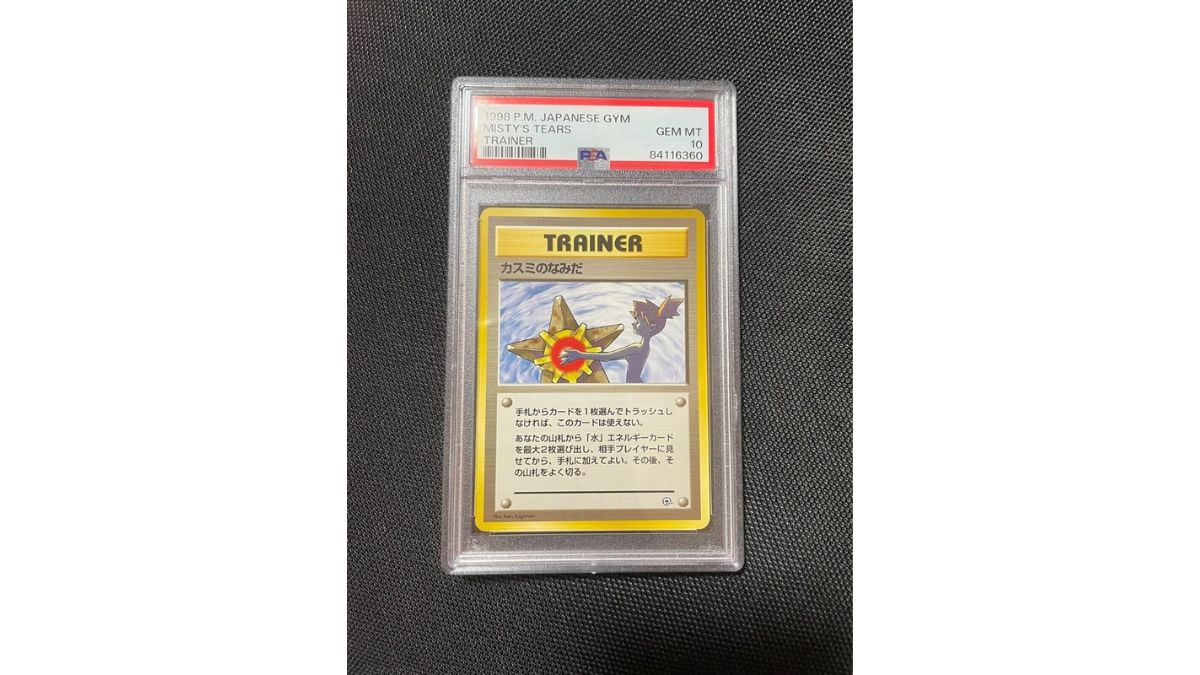 1998 P.M. JAPANESE GYM
MISTY'S TEARS
GEM MT
TRAINER
10
PSA
84116360
TRAINER
カスミのなみだ
手札からカードを1枚選んでトラッシュし
なければ、このカードは使えない。
あなたの山札から「水」エネルギーカード
を最大2枚選び出し、相手プレイヤーに見
せてから、手札に加えてよい。その後、そ
の山札をよく切る。
Illus. Ken Sugimori